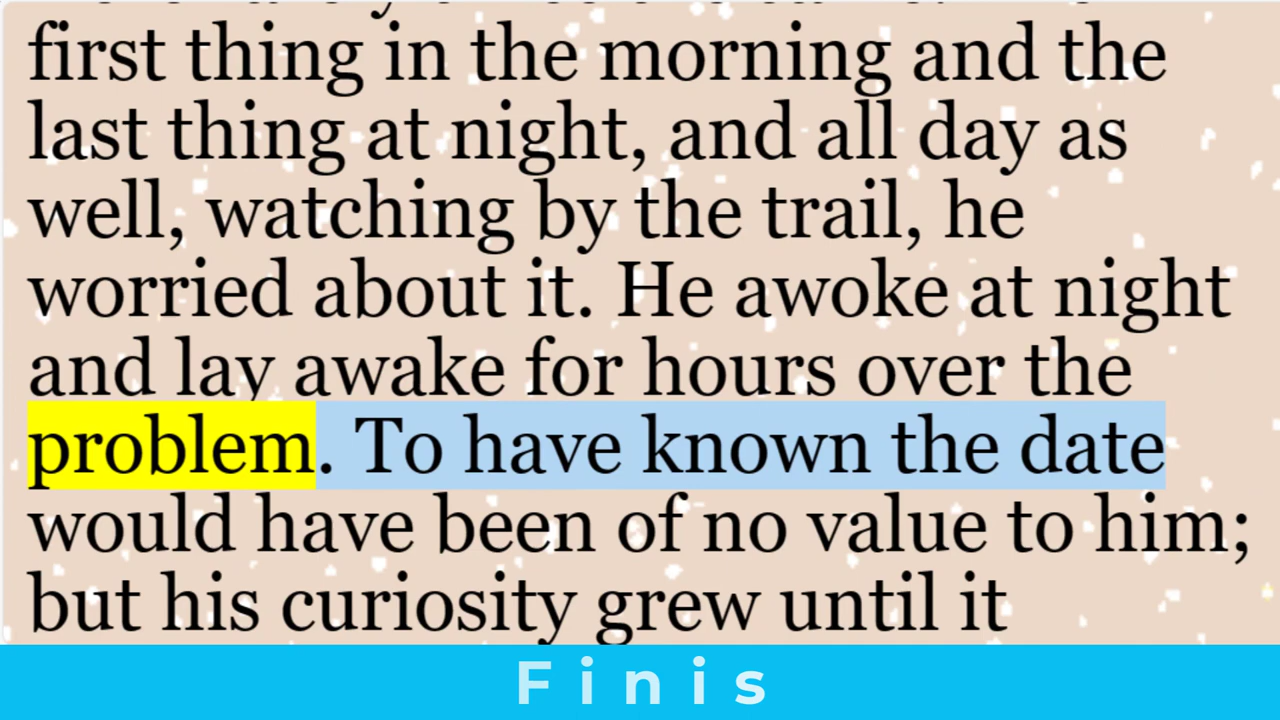 first thing in the morning and the
last thing at night, and all day as
well, watching by the trail, he
worried about it. He awoke at night
and lay awake for hours over the
problem. To have known the date
would have been of no value to him;
but his curiosity grew until it
Finis